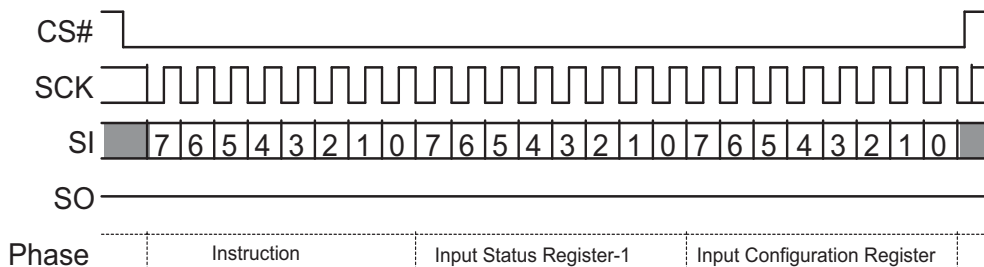 CS#
SCK
SI 7 6 5 4 3 2 1 0 7 6 5 4 3 2 1 0 7 6 5 4 3 2 1 0
SO
Phase Instruction Input Status Register-1 Input Configuration Register